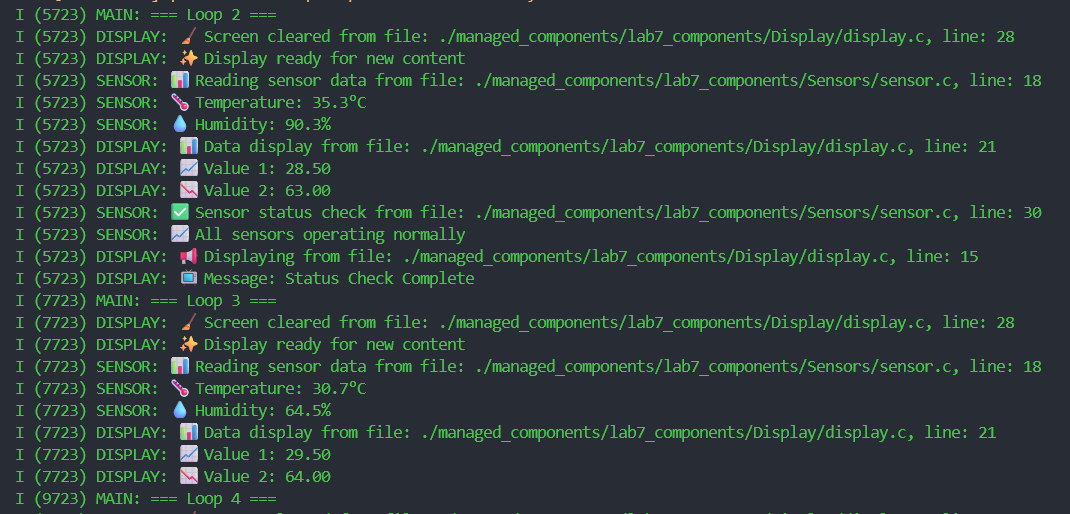 I (5723) MAIN: === Loop 2 ===
I (5723) DISPLAY: 🧹 Screen cleared from file: ./managed_components/lab7_components/Display/display.c, line: 28
I (5723) DISPLAY: ✨ Display ready for new content
I (5723) SENSOR: 📊 Reading sensor data from file: ./managed_components/lab7_components/Sensors/sensor.c, line: 18
I (5723) SENSOR: 🌡️ Temperature: 35.3°C
I (5723) SENSOR: 💧 Humidity: 90.3%
I (5723) DISPLAY: 📊 Data display from file: ./managed_components/lab7_components/Display/display.c, line: 21
I (5723) DISPLAY: 📈 Value 1: 28.50
I (5723) DISPLAY: 📉 Value 2: 63.00
I (5723) SENSOR: ✅ Sensor status check from file: ./managed_components/lab7_components/Sensors/sensor.c, line: 30
I (5723) SENSOR: 📈 All sensors operating normally
I (5723) DISPLAY: 📢 Displaying from file: ./managed_components/lab7_components/Display/display.c, line: 15
I (5723) DISPLAY: 📺 Message: Status Check Complete
I (7723) MAIN: === Loop 3 ===
I (7723) DISPLAY: 🧹 Screen cleared from file: ./managed_components/lab7_components/Display/display.c, line: 28
I (7723) DISPLAY: ✨ Display ready for new content
I (7723) SENSOR: 📊 Reading sensor data from file: ./managed_components/lab7_components/Sensors/sensor.c, line: 18
I (7723) SENSOR: 🌡️ Temperature: 30.7°C
I (7723) SENSOR: 💧 Humidity: 64.5%
I (7723) DISPLAY: 📊 Data display from file: ./managed_components/lab7_components/Display/display.c, line: 21
I (7723) DISPLAY: 📈 Value 1: 29.50
I (7723) DISPLAY: 📉 Value 2: 64.00
I (9723) MAIN: === Loop 4 ===